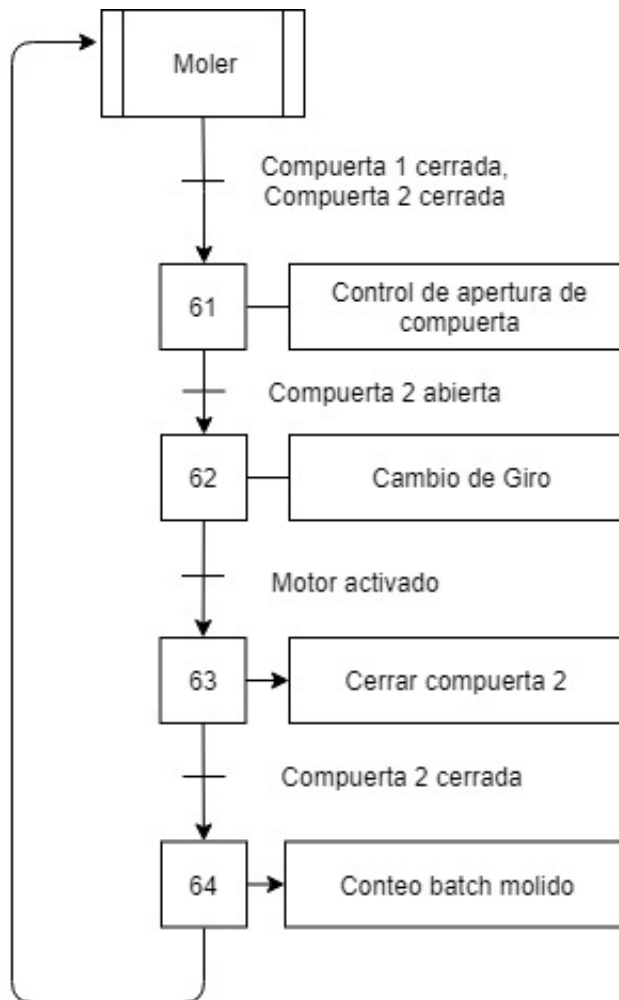 Moler
Compuerta 1 cerrada,
Compuerta 2 cerrada
61
Control de apertura de
compuerta
Compuerta 2 abierta
62
Cambio de Giro
Motor activado
63
Cerrar compuerta 2
Compuerta 2 cerrada
64
Conteo batch molido